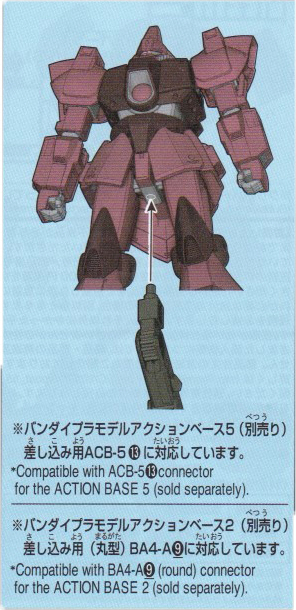 ※バンダイプラモデルアクションベース5（別売り）
差し込み用ACB-5⓭に対応しています。
*Compatible with ACB-5⓭connector
for the ACTION BASE 5 (sold separately).
※バンダイプラモデルアクションベース2（別売り）
差し込み用（丸型）BA4-A❾に対応しています。
*Compatible with BA4-A❾(round) connector
for the ACTION BASE 2 (sold separately).